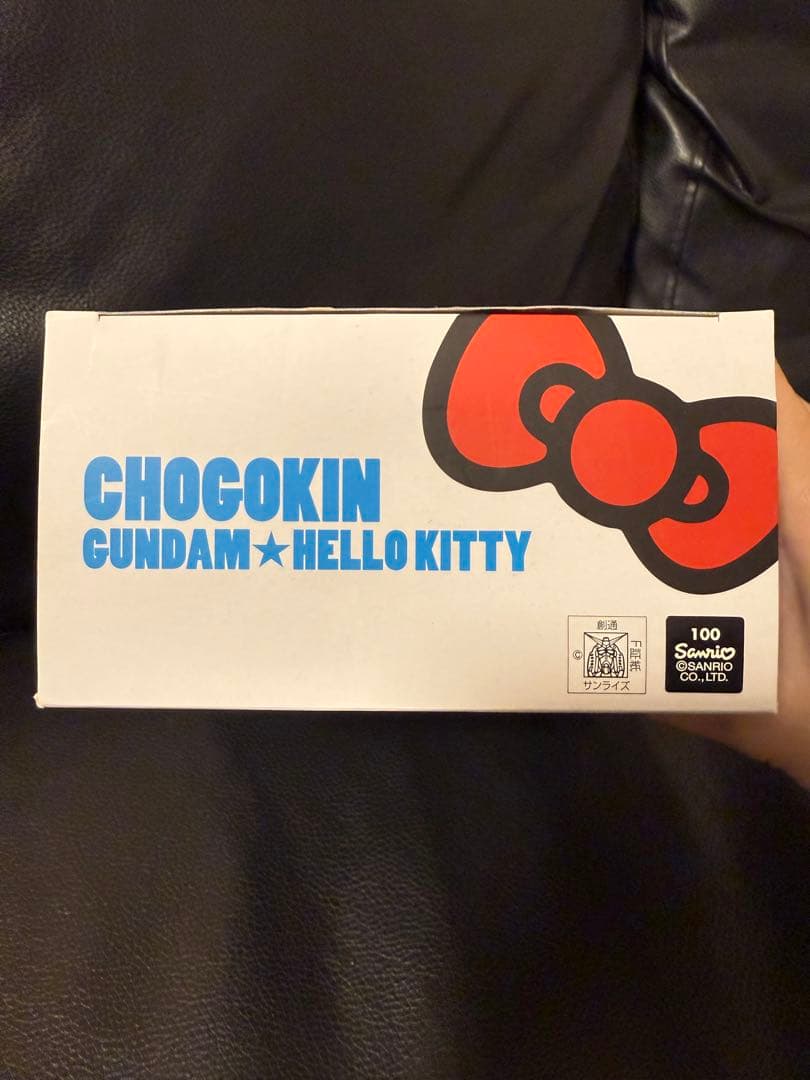 CHOGOKIN
GUNDAM★HELLO KITTY
創通
©
サンライズ
100
Sanrio
©SANRIO
CO.,LTD.